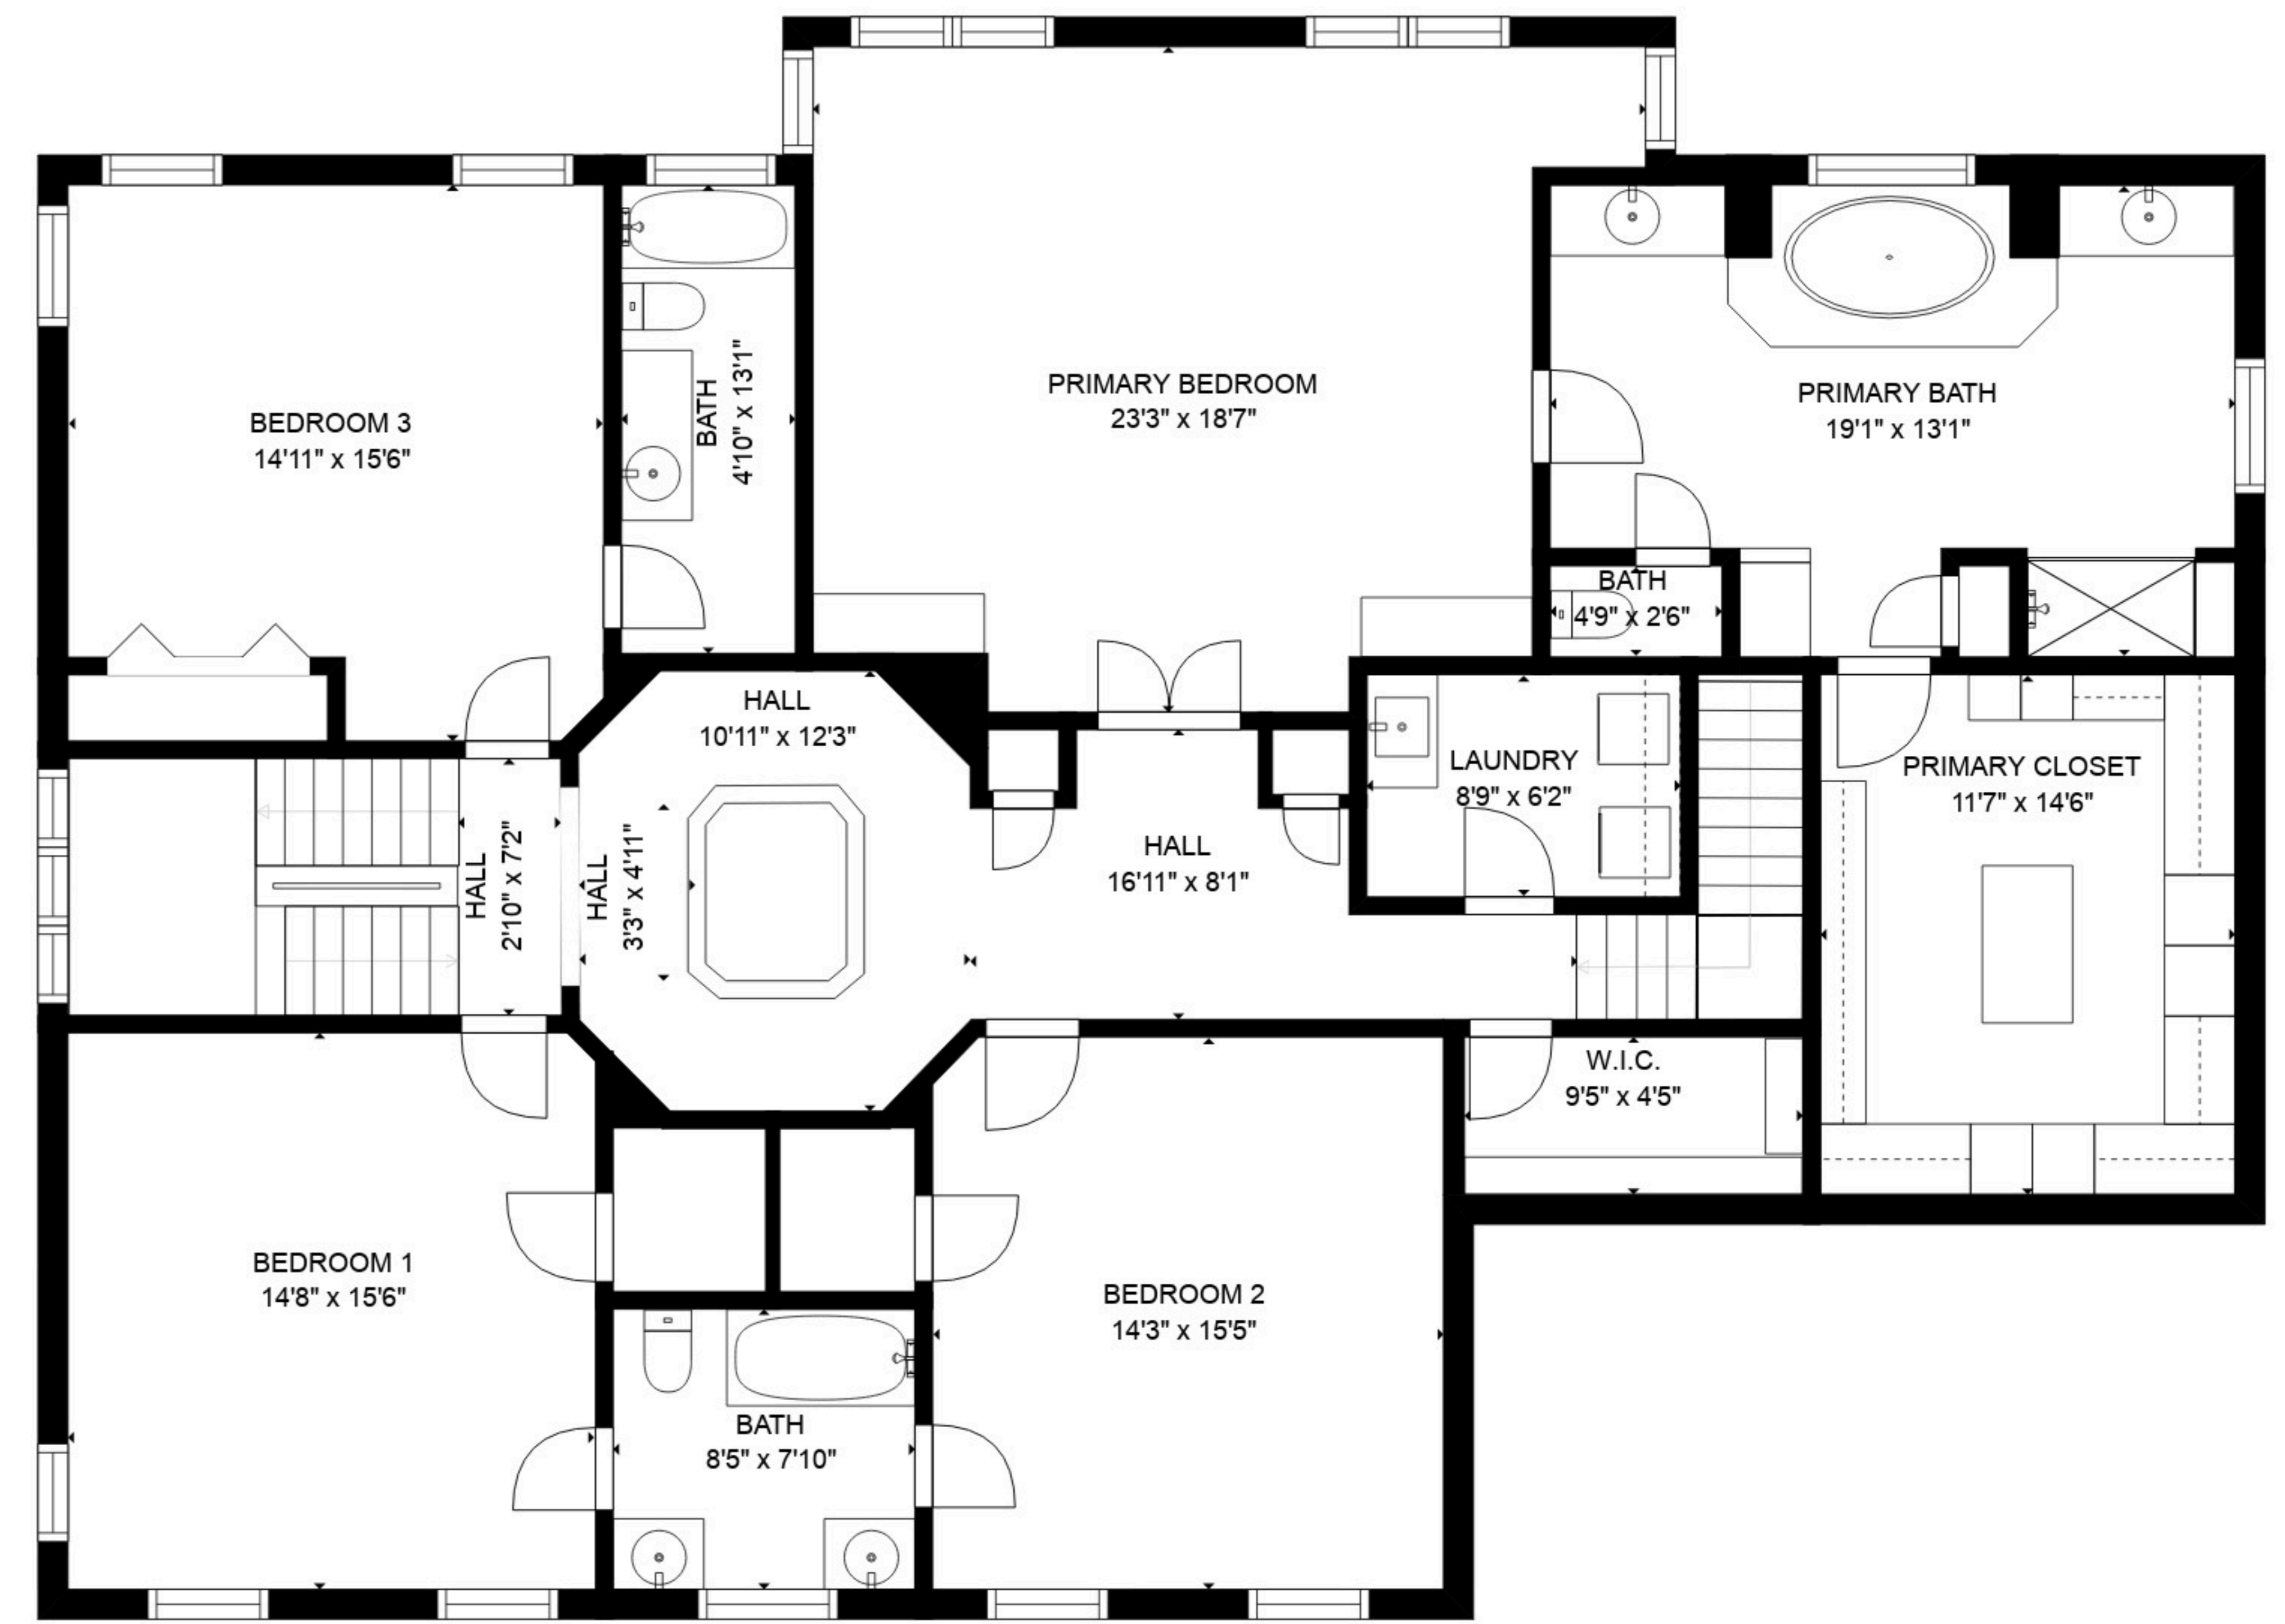 PRIMARY BEDROOM
23'3" x 18'7"
PRIMARY BATH
19'1" x 13'1"
BEDROOM 3
14'11" x 15'6"
BATH
4'10" x 13'1"
BATH
4'9" x 2'6"
HALL
10'11" x 12'3"
LAUNDRY
8'9" x 6'2"
PRIMARY CLOSET
11'7" x 14'6"
HALL
2'10" x 7'2"
HALL
3'3" x 4'11"
HALL
16'11" x 8'1"
W.I.C.
9'5" x 4'5"
BEDROOM 1
14'8" x 15'6"
BEDROOM 2
14'3" x 15'5"
BATH
8'5" x 7'10"